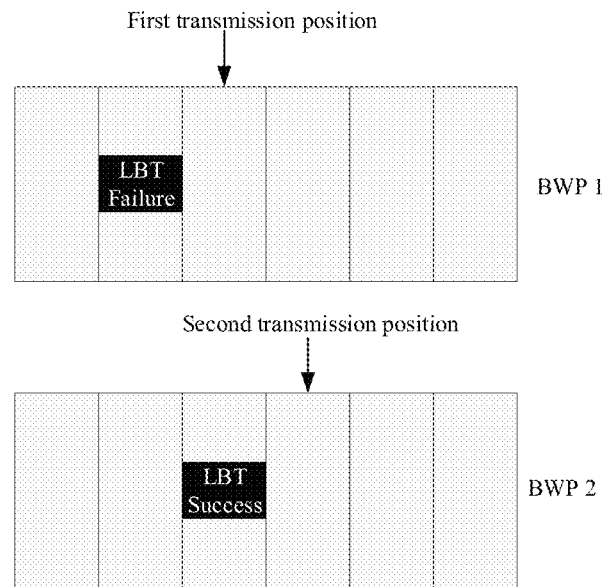 First transmission position
LBT
Failure
BWP 1
Second transmission position
LBT
Success
BWP 2